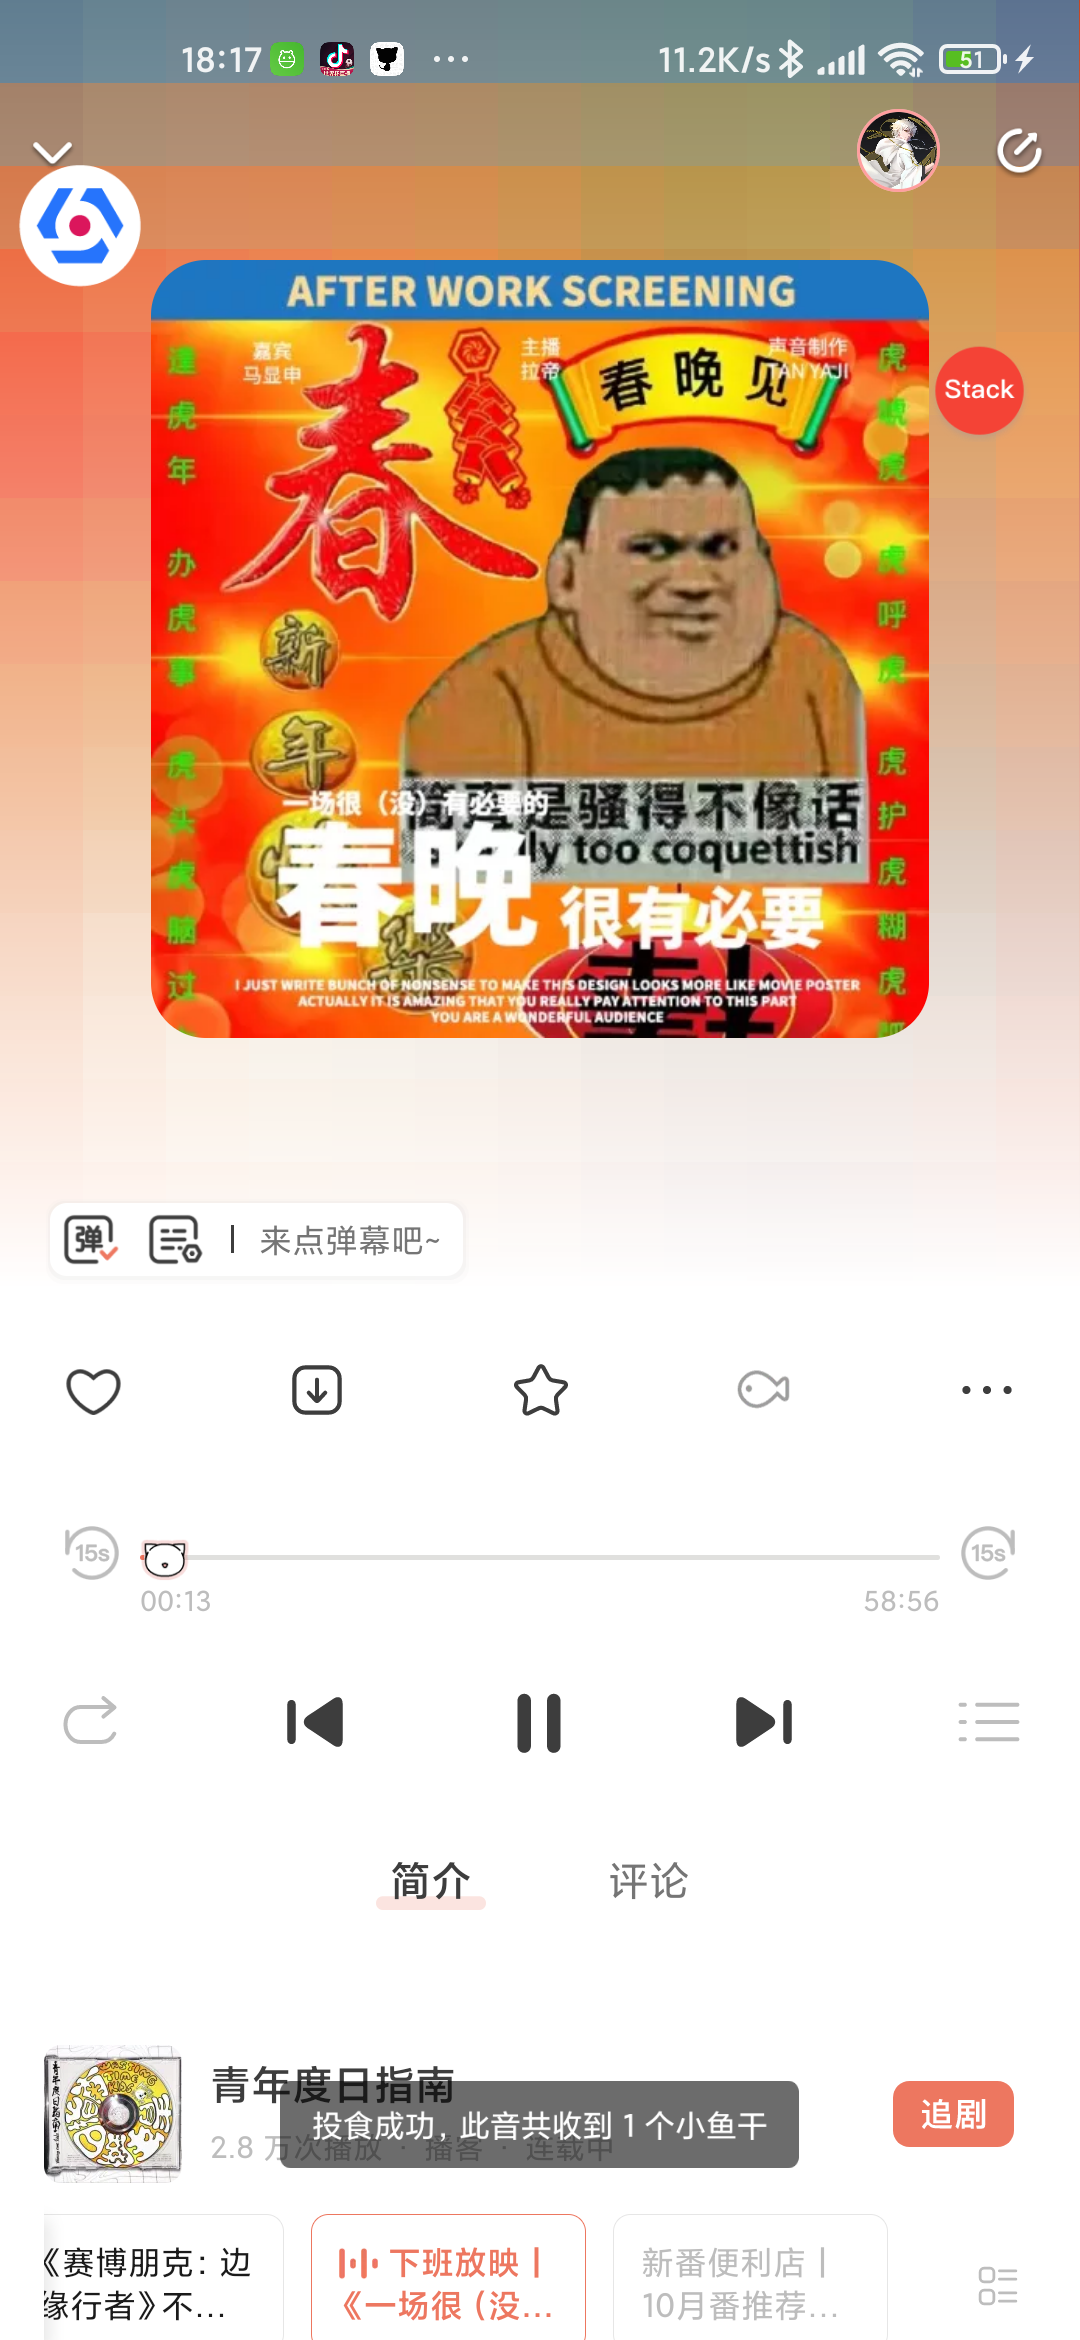 18:17
11.2K/s
51
AFTER WORK SCREENING
嘉宾
马显申
主播
拉帝
声音制作
TAN YAJI
春晚见
春
Stack
達虎年
办虎事
虎头虎脑过
虎虢虎
虎呼虎
虎护虎糊虎
新
年
是骚得不像话
ly too coquettish
一场很（没）有必要的
春晚 很有必要
I JUST WRITE BUNCH OF NONSENSE TO MAKE THIS DESIGN LOOKS MORE LIKE MOVIE POSTER
ACTUALLY IT IS AMAZING THAT YOU REALLY PAY ATTENTION TO THIS PART
YOU ARE A WONDERFUL AUDIENCE
弹
来点弹幕吧~
15s
15s
00:13
58:56
简介
评论
青年度日指南
2.8 万次播放 · 播客 · 连载中
追剧
投食成功，此音共收到 1 个小鱼干
《赛博朋克：边
缘行者》不...
下班放映｜
《一场很（没...
新番便利店｜
10月番推荐...